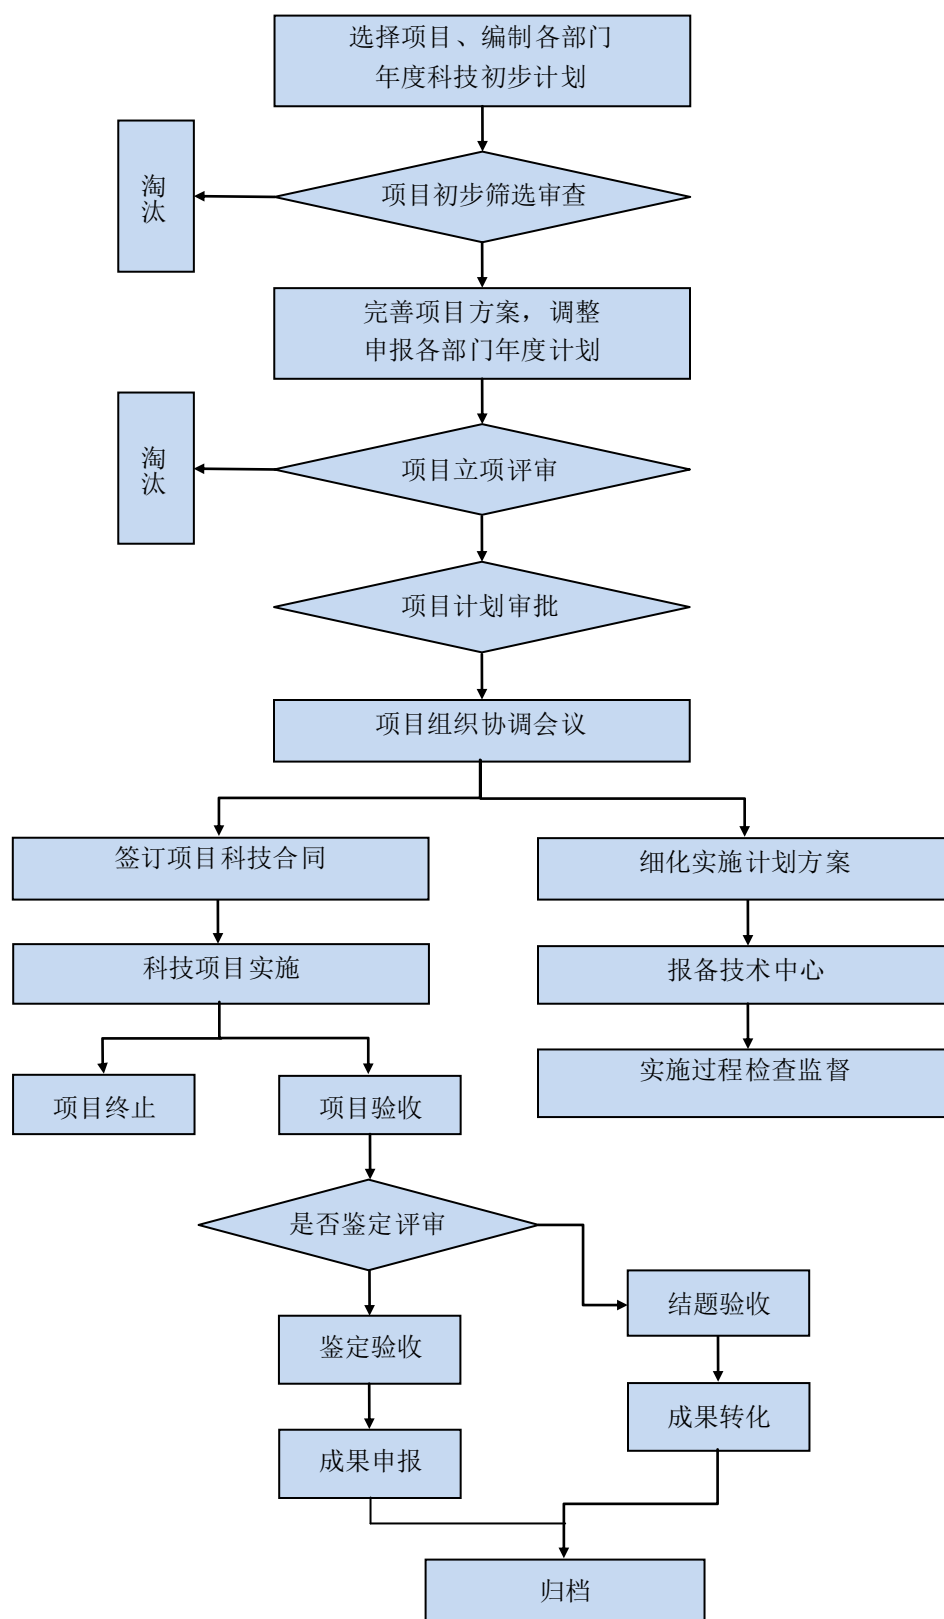 选择项目、编制各部门
年度科技初步计划
淘
汰
项目初步筛选审查
完善项目方案，调整
申报各部门年度计划
淘
汰
项目立项评审
项目计划审批
项目组织协调会议
签订项目科技合同
细化实施计划方案
科技项目实施
报备技术中心
实施过程检查监督
项目终止
项目验收
是否鉴定评审
结题验收
鉴定验收
成果转化
成果申报
归档